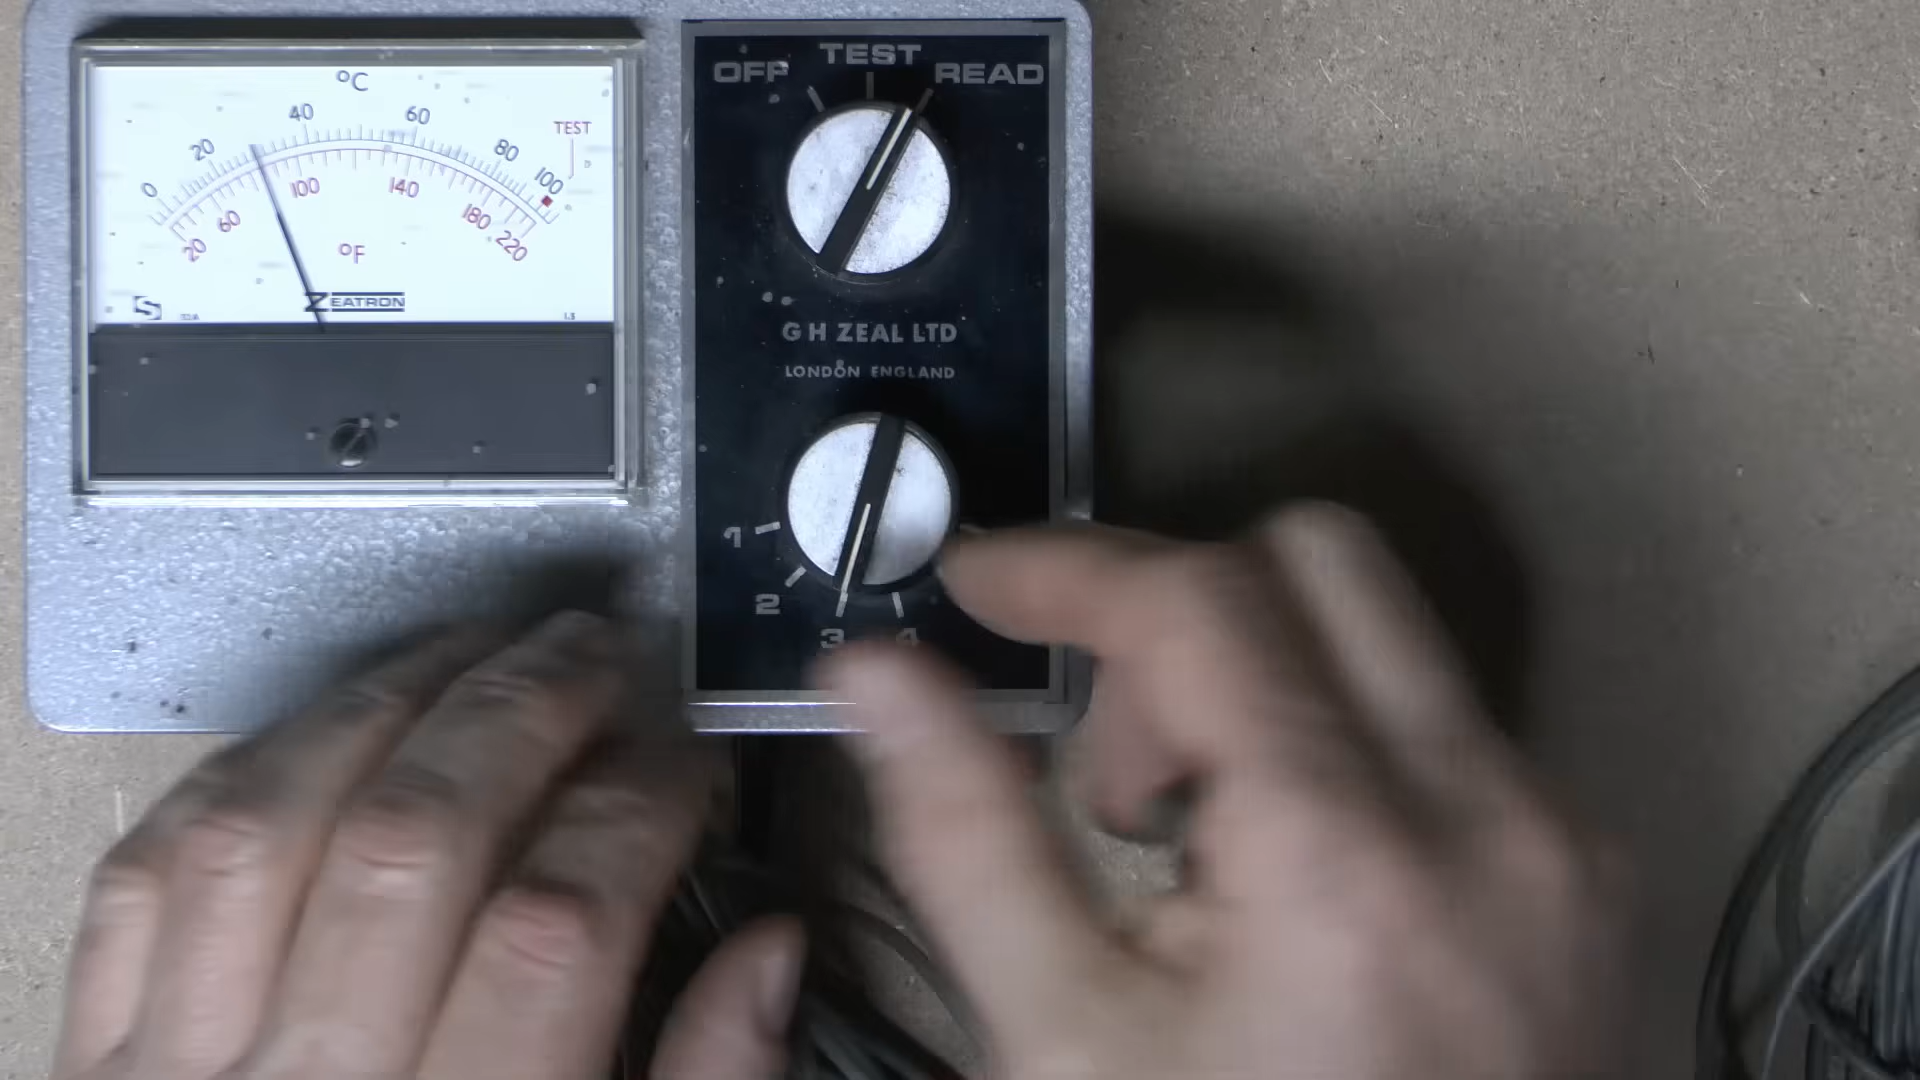 °C
0 20 40 60 80 100
TEST
20 60 100 140 180 220
°F
ZEATRON
OFF TEST READ
G H ZEAL LTD
LONDON ENGLAND
1
2
3 4